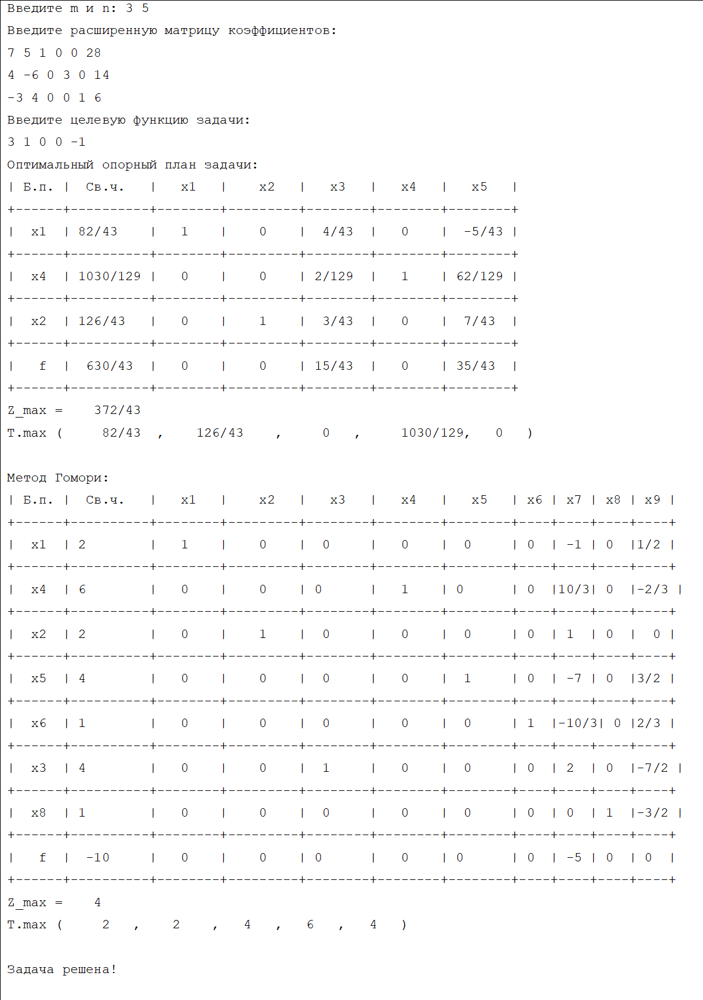 Введите m и n: 3 5
Введите расширенную матрицу коэффициентов:
7 5 1 0 0 28
4 -6 0 3 0 14
-3 4 0 0 1 6
Введите целевую функцию задачи:
3 1 0 0 -1
Оптимальный опорный план задачи:
| Б.п. |  Св.ч.   |   x1   |    x2   |   x3   |   x4   |   x5   |
+------+----------+--------+---------+--------+--------+--------+
|  x1  | 82/43    |   1    |    0    |  4/43  |   0    |  -5/43 |
+------+----------+--------+---------+--------+--------+--------+
|  x4  | 1030/129 |   0    |    0    | 2/129  |   1    | 62/129 |
+------+----------+--------+---------+--------+--------+--------+
|  x2  | 126/43   |   0    |    1    |  3/43  |   0    |  7/43  |
+------+----------+--------+---------+--------+--------+--------+
|   f  |  630/43  |   0    |    0    | 15/43  |   0    | 35/43  |
+------+----------+--------+---------+--------+--------+--------+
Z_max =    372/43
T.max (     82/43  ,    126/43    ,     0   ,     1030/129,   0   )
Метод Гомори:
| Б.п. |  Св.ч.   |   x1   |    x2   |   x3   |   x4   |   x5   | x6 | x7 | x8 | x9 |
+------+----------+--------+---------+--------+--------+--------+----+----+----+----+
|  x1  | 2        |   1    |    0    |  0     |   0    |  0     | 0  | -1 | 0  |1/2 |
+------+----------+--------+---------+--------+--------+--------+----+----+----+----+
|  x4  | 6        |   0    |    0    | 0      |   1    | 0      | 0  |10/3| 0  |-2/3 |
+------+----------+--------+---------+--------+--------+--------+----+----+----+----+
|  x2  | 2        |   0    |    1    |  0     |   0    |  0     | 0  | 1  | 0  |  0 |
+------+----------+--------+---------+--------+--------+--------+----+----+----+----+
|  x5  | 4        |   0    |    0    |  0     |   0    |  1     | 0  | -7 | 0  |3/2 |
+------+----------+--------+---------+--------+--------+--------+----+----+----+----+
|  x6  | 1        |   0    |    0    |  0     |   0    |  0     | 1  |-10/3| 0 |2/3 |
+------+----------+--------+---------+--------+--------+--------+----+----+----+----+
|  x3  | 4        |   0    |    0    |  1     |   0    |  0     | 0  | 2  | 0  |-7/2 |
+------+----------+--------+---------+--------+--------+--------+----+----+----+----+
|  x8  | 1        |   0    |    0    |  0     |   0    |  0     | 0  | 0  | 1  |-3/2 |
+------+----------+--------+---------+--------+--------+--------+----+----+----+----+
|   f  |  -10     |   0    |    0    | 0      |   0    | 0      | 0  | -5 | 0  | 0  |
+------+----------+--------+---------+--------+--------+--------+----+----+----+----+
Z_max =    4
T.max (     2   ,    2    ,   4   ,   6   ,   4   )
Задача решена!